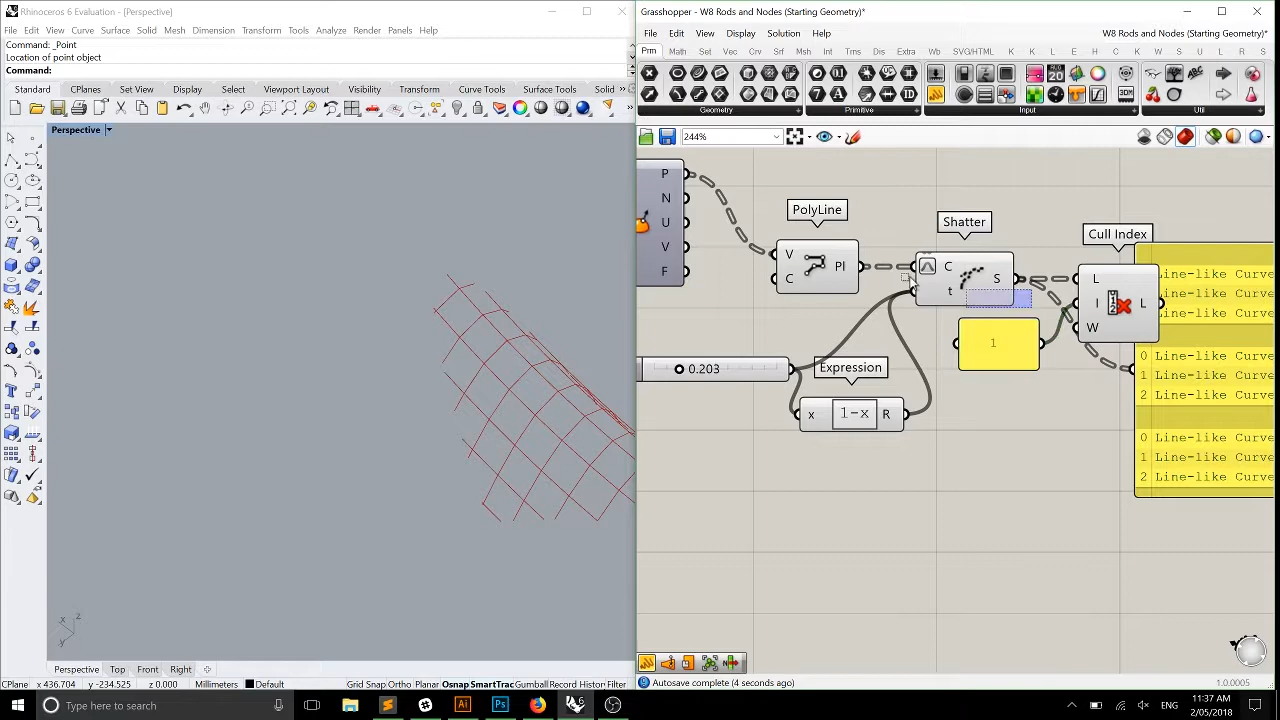 Rhinoceros 6 Evaluation - [Perspective]
File Edit View Curve Surface Solid Mesh Dimension Transform Tools Analyze Render Panels Help
Command: _Point
Location of point object
Command:
Standard CPlanes Set View Display Select Viewport Layout Visibility Transform Curve Tools Surface Tools Solid »
Perspective
z
x
y
Perspective Top Front Right
CPlane x 436.704 y -234.525 z 0.000 Millimeters Default Grid Snap Ortho Planar Osnap SmartTrac Gumball Record History Filter
Grasshopper - W8 Rods and Nodes (Starting Geometry)*
File Edit View Display Solution Help W8 Rods and Nodes (Starting Geometry)*
Prm Math Set Vec Crv Srf Msh Int Trns Dis Extra Wb SVG/HTML K K M L E H W K Y W U L R S
Geometry Primitive Input Util
244%
P
N
U
V
F
PolyLine
V
C
Pl
Shatter
C
t
S
Cull Index
L
I
W
L
1
0.203
Expression
x 1-x R
Line-like Curve
Line-like Curve
Line-like Curve
0 Line-like Curve
1 Line-like Curve
2 Line-like Curve
0 Line-like Curve
1 Line-like Curve
2 Line-like Curve
Autosave complete (4 seconds ago) 1.0.0005
Type here to search
ENG
11:37 AM
2/05/2018